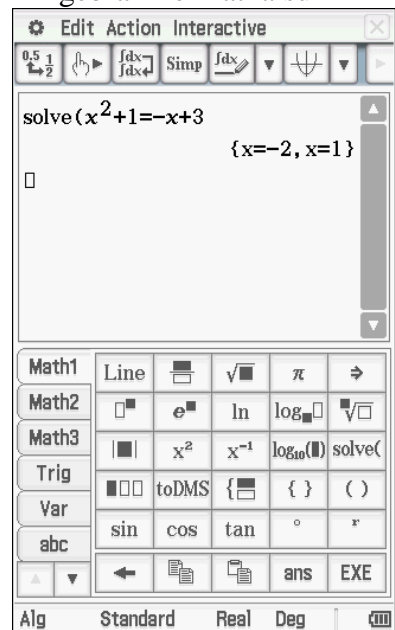 Edit Action Interactive
0.5 1 2 ∫dx ∫dx Simp ∫dx
solve(x²+1=-x+3
{x=-2, x=1}
Math1 Line √■ π ⇒
Math2 □■ e■ ln log■□ ■√□
Math3 |■| x² x⁻¹ log₁₀(■) solve(
Trig ■□□ toDMS { { } ( )
Var sin cos tan ° r
abc
ans EXE
Alg Standard Real Deg